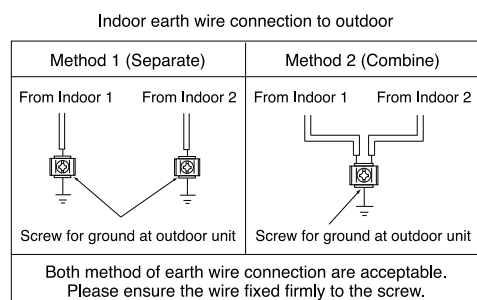 Indoor earth wire connection to outdoor
Method 1 (Separate)
Method 2 (Combine)
From Indoor 1
From Indoor 2
From Indoor 1
From Indoor 2
Screw for ground at outdoor unit
Screw for ground at outdoor unit
Both method of earth wire connection are acceptable.
Please ensure the wire fixed firmly to the screw.